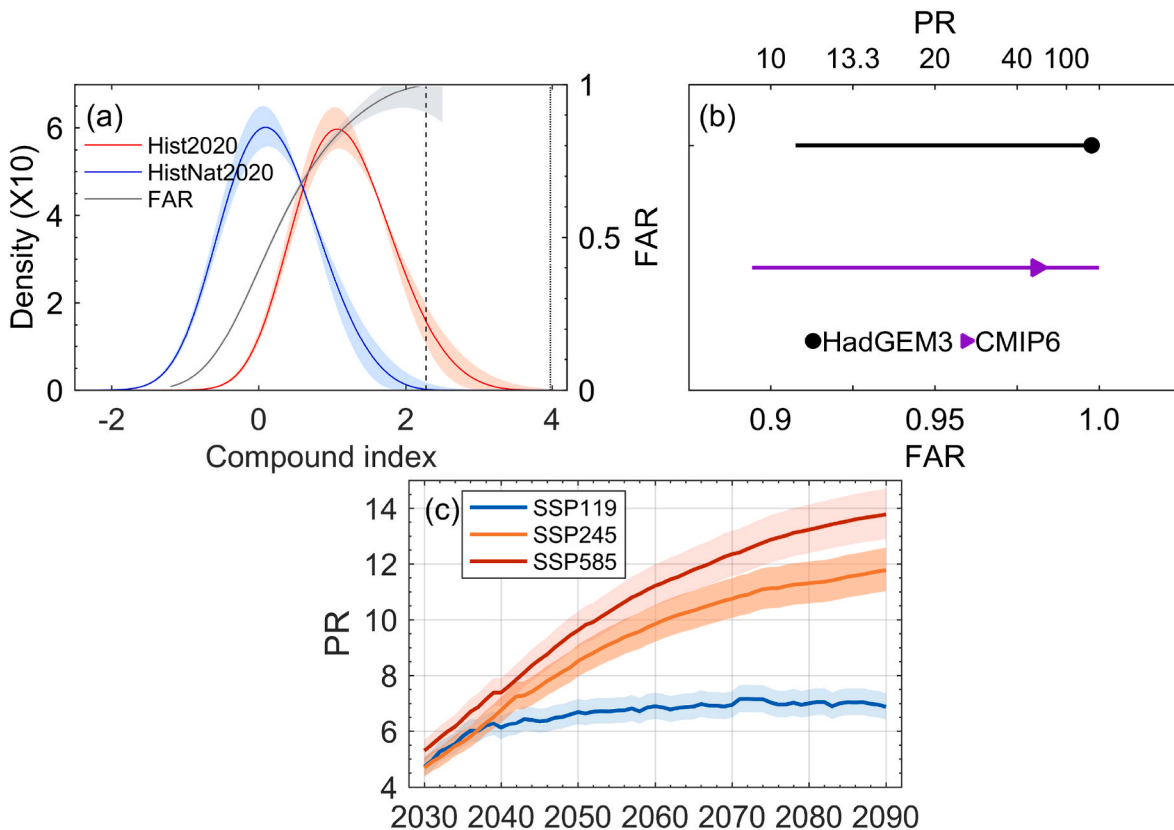 (a)
Hist2020
HistNat2020
FAR
Density (X10)
0
2
4
6
-2
0
2
4
Compound index
0
0.5
1
FAR
PR
10
13.3
20
40
100
(b)
HadGEM3
CMIP6
0.9
0.95
1.0
FAR
(c)
SSP119
SSP245
SSP585
PR
4
6
8
10
12
14
2030
2040
2050
2060
2070
2080
2090